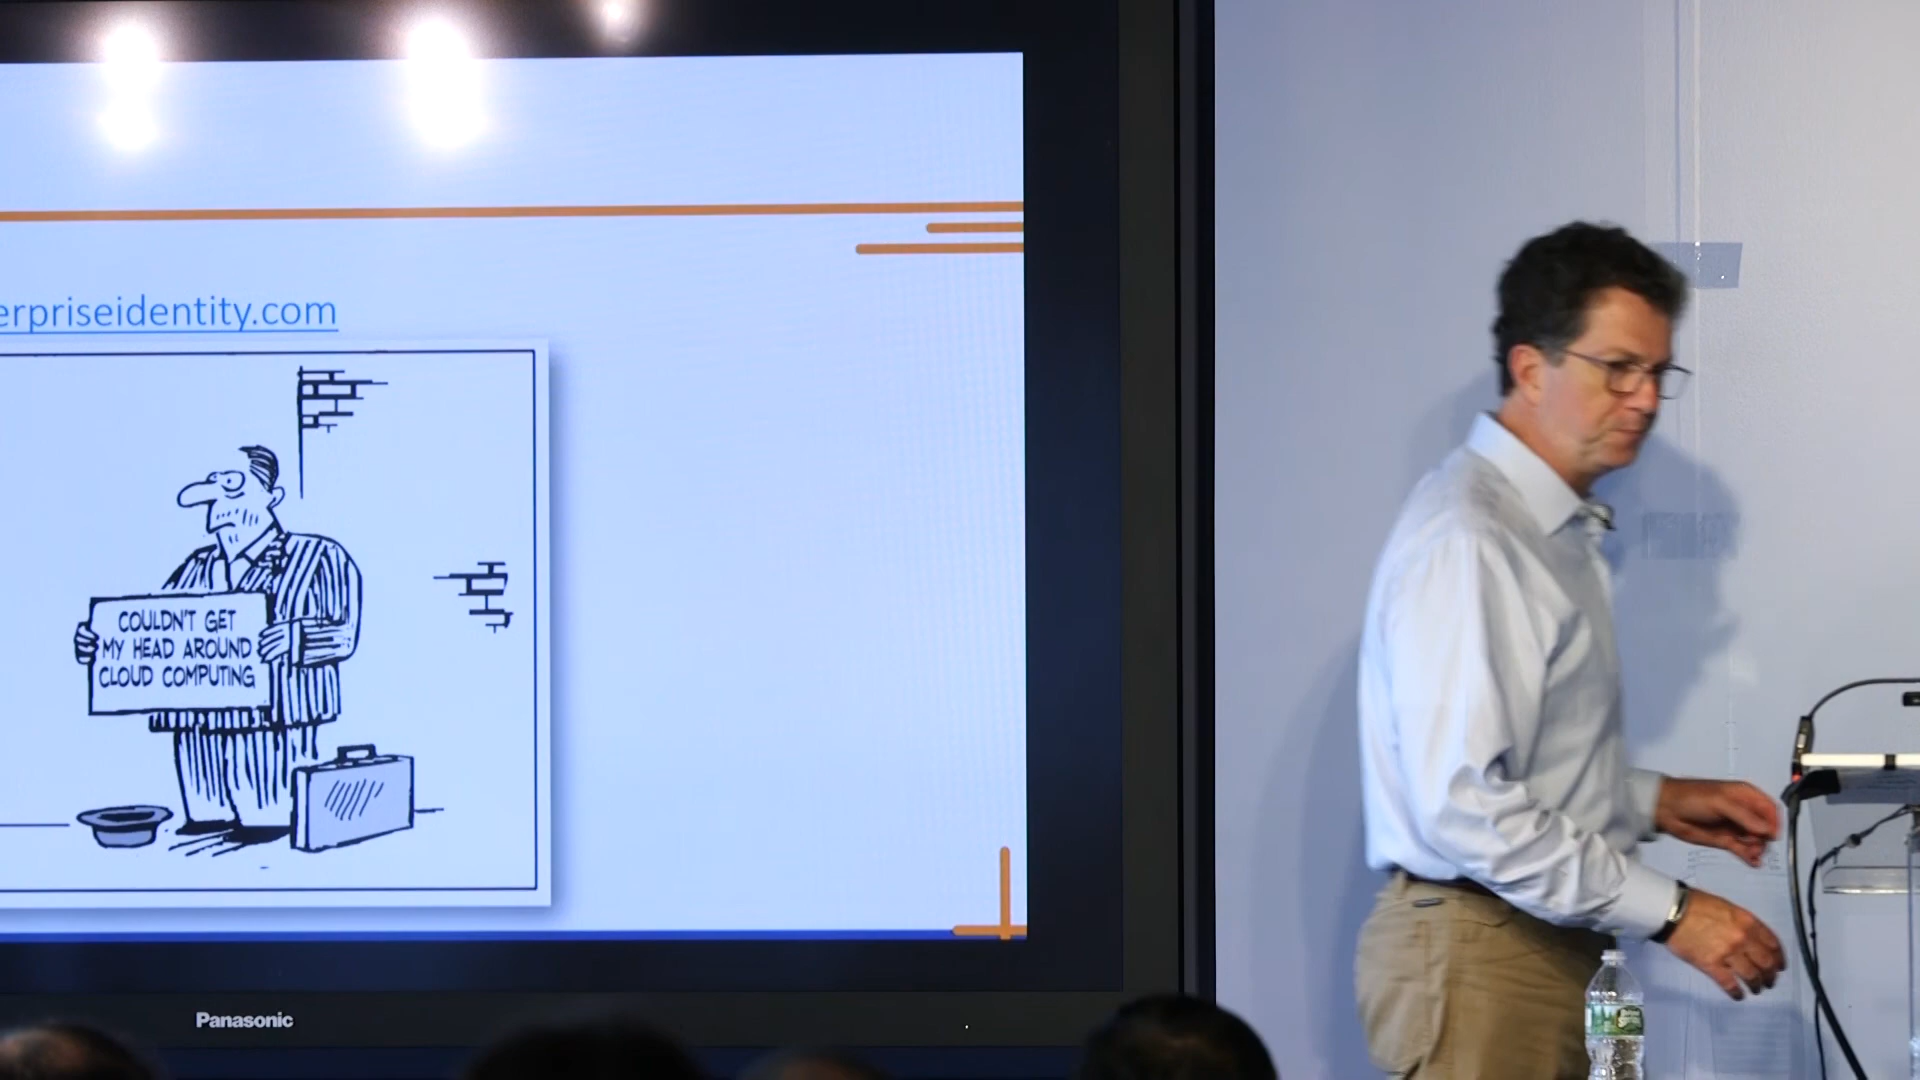 erpriseidentity.com
COULDN'T GET
MY HEAD AROUND
CLOUD COMPUTING
Panasonic